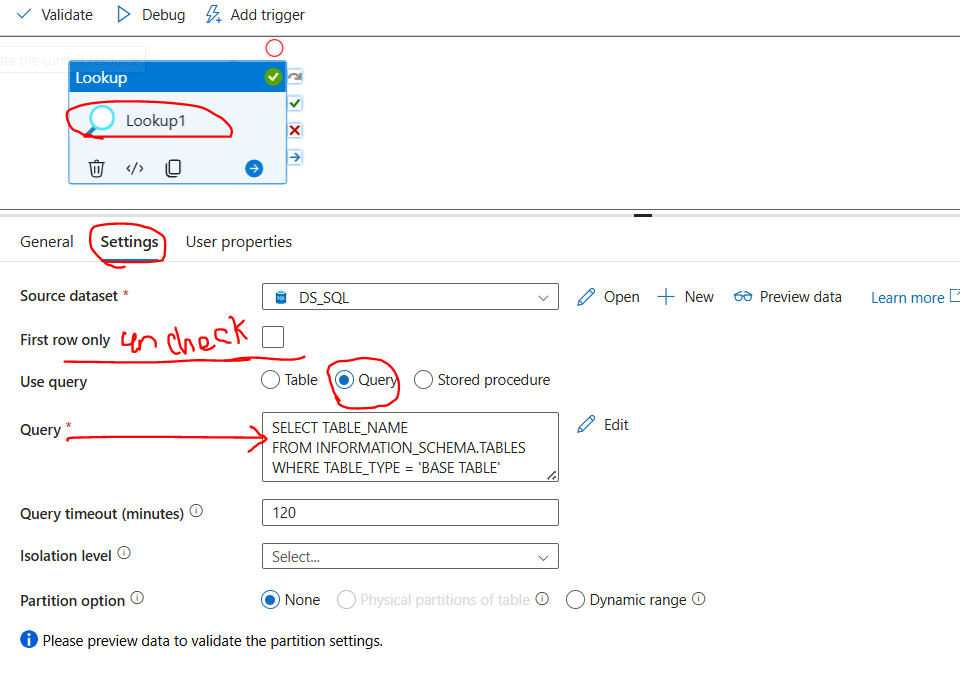 Validate Debug Add trigger
ate the current resource
Lookup
Lookup1
General Settings User properties
Source dataset * DS_SQL Open New Preview data Learn more
First row only un check
Use query Table Query Stored procedure
Query * SELECT TABLE_NAME Edit
FROM INFORMATION_SCHEMA.TABLES
WHERE TABLE_TYPE = 'BASE TABLE'
Query timeout (minutes) 120
Isolation level Select...
Partition option None Physical partitions of table Dynamic range
Please preview data to validate the partition settings.